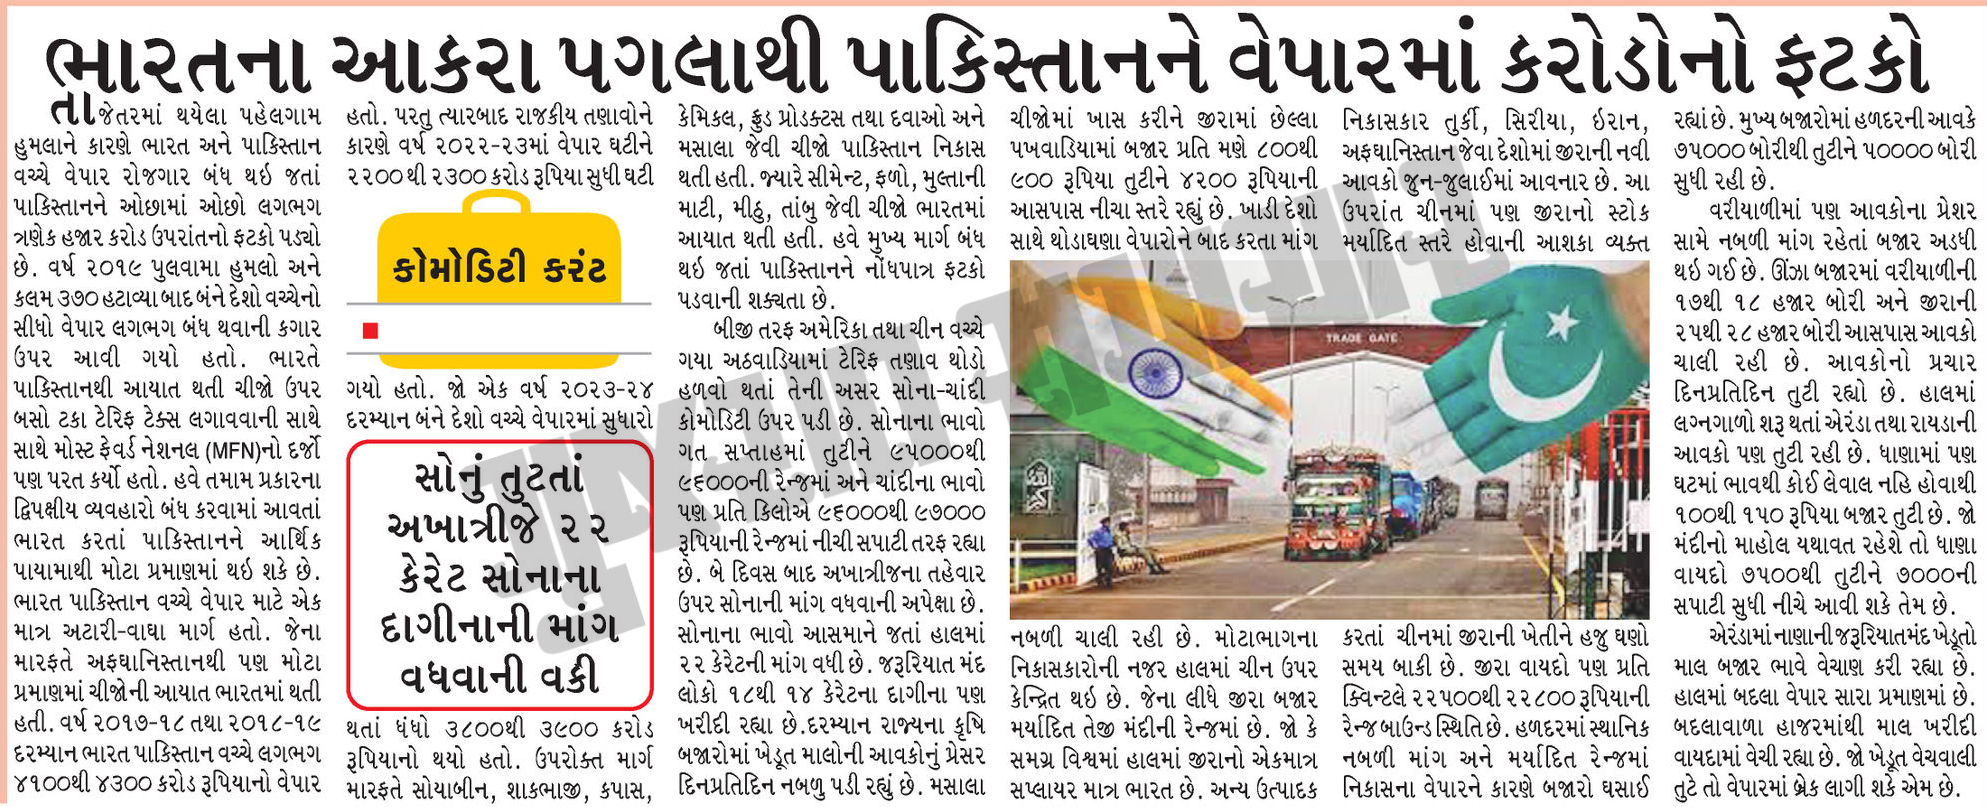 ભારતના આકરા પગલાથી પાકિસ્તાનને વેપારમાં કરોડોનો ફટકો
તાજેતરમાં થયેલા પહેલગામ
હુમલાને કારણે ભારત અને પાકિસ્તાન
વચ્ચે વેપાર રોજગાર બંધ થઇ જતાં
પાકિસ્તાનને ઓછામાં ઓછો લગભગ
ત્રણેક હજાર કરોડ ઉપરાંતનો ફટકો પડ્યો
છે. વર્ષ ૨૦૧૯ પુલવામા હુમલો અને
કલમ ૩૭૦ હટાવ્યા બાદ બંને દેશો વચ્ચેનો
સીધો વેપાર લગભગ બંધ થવાની કગાર
ઉપર આવી ગયો હતો. ભારતે
પાકિસ્તાનથી આયાત થતી ચીજો ઉપર
બસો ટકા ટેરિફ ટેક્સ લગાવવાની સાથે
સાથે મોસ્ટ ફેવર્ડ નેશનલ (MFN)નો દર્જો
પણ પરત કર્યો હતો. હવે તમામ પ્રકારના
દ્વિપક્ષીય વ્યવહારો બંધ કરવામાં આવતાં
ભારત કરતાં પાકિસ્તાનને આર્થિક
પાયામાથી મોટા પ્રમાણમાં થઇ શકે છે.
ભારત પાકિસ્તાન વચ્ચે વેપાર માટે એક
માત્ર અટારી-વાઘા માર્ગ હતો. જેના
મારફતે અફઘાનિસ્તાનથી પણ મોટા
પ્રમાણમાં ચીજોની આયાત ભારતમાં થતી
હતી. વર્ષ ૨૦૧૭-૧૮ તથા ૨૦૧૮-૧૯
દરમ્યાન ભારત પાકિસ્તાન વચ્ચે લગભગ
૪૧૦૦થી ૪૩૦૦ કરોડ રૂપિયાનો વેપાર
હતો. પરતુ ત્યારબાદ રાજકીય તણાવોને
કારણે વર્ષ ૨૦૨૨-૨૩માં વેપાર ઘટીને
૨૨૦૦થી ૨૩૦૦ કરોડ રૂપિયા સુધી ઘટી
કોમોડિટી કરંટ
ગયો હતો. જો એક વર્ષ ૨૦૨૩-૨૪
દરમ્યાન બંને દેશો વચ્ચે વેપારમાં સુધારો
સોનું તુટતાં
અખાત્રીજે ૨૨
કેરેટ સોનાના
દાગીનાની માંગ
વધવાની વકી
થતાં ધંધો ૩૮૦૦થી ૩૯૦૦ કરોડ
રૂપિયાનો થયો હતો. ઉપરોક્ત માર્ગ
મારફતે સોયાબીન, શાકભાજી, કપાસ,
કેમિકલ, ફુડ પ્રોડક્ટસ તથા દવાઓ અને
મસાલા જેવી ચીજો પાકિસ્તાન નિકાસ
થતી હતી. જ્યારે સીમેન્ટ, ફળો, મુલ્તાની
માટી, મીઠુ, તાંબુ જેવી ચીજો ભારતમાં
આયાત થતી હતી. હવે મુખ્ય માર્ગ બંધ
થઇ જતાં પાકિસ્તાનને નોંધપાત્ર ફટકો
પડવાની શક્યતા છે.
બીજી તરફ અમેરિકા તથા ચીન વચ્ચે
ગયા અઠવાડિયામાં ટેરિફ તણાવ થોડો
હળવો થતાં તેની અસર સોના-ચાંદી
કોમોડિટી ઉપર પડી છે. સોનાના ભાવો
ગત સપ્તાહમાં તુટીને ૯૫૦૦૦થી
૯૬૦૦૦ની રેન્જમાં અને ચાંદીના ભાવો
પણ પ્રતિ કિલોએ ૯૬૦૦૦થી ૯૭૦૦૦
રૂપિયાની રેન્જમાં નીચી સપાટી તરફ રહ્યા
છે. બે દિવસ બાદ અખાત્રીજના તહેવાર
ઉપર સોનાની માંગ વધવાની અપેક્ષા છે.
સોનાના ભાવો આસમાને જતાં હાલમાં
૨૨ કેરેટની માંગ વધી છે. જરૂરિયાત મંદ
લોકો ૧૮થી ૧૪ કેરેટના દાગીના પણ
ખરીદી રહ્યા છે.દરમ્યાન રાજ્યના કૃષિ
બજારોમાં ખેડૂત માલોની આવકોનું પ્રેસર
દિનપ્રતિદિન નબળુ પડી રહ્યું છે. મસાલા
ચીજોમાં ખાસ કરીને જીરામાં છેલ્લા
પખવાડિયામાં બજાર પ્રતિ મણે ૮૦૦થી
૯૦૦ રૂપિયા તુટીને ૪૨૦૦ રૂપિયાની
આસપાસ નીચા સ્તરે રહ્યું છે. ખાડી દેશો
સાથે થોડાઘણા વેપારોને બાદ કરતા માંગ
TRADE GATE
નબળી ચાલી રહી છે. મોટાભાગના
નિકાસકારોની નજર હાલમાં ચીન ઉપર
કેન્દ્રિત થઇ છે. જેના લીધે જીરા બજાર
મર્યાદિત તેજી મંદીની રેન્જમાં છે. જો કે
સમગ્ર વિશ્વમાં હાલમાં જીરાનો એકમાત્ર
સપ્લાયર માત્ર ભારત છે. અન્ય ઉત્પાદક
નિકાસકાર તુર્કી, સિરીયા, ઇરાન,
અફઘાનિસ્તાન જેવા દેશોમાં જીરાની નવી
આવકો જુન-જુલાઈમાં આવનાર છે. આ
ઉપરાંત ચીનમાં પણ જીરાનો સ્ટોક
મર્યાદિત સ્તરે હોવાની આશકા વ્યક્ત
કરતાં ચીનમાં જીરાની ખેતીને હજુ ઘણો
સમય બાકી છે. જીરા વાયદો પણ પ્રતિ
ક્વિન્ટલે ૨૨૫૦૦થી ૨૨૮૦૦ રૂપિયાની
રેન્જ બાઉન્ડ સ્થિતિ છે. હળદરમાં સ્થાનિક
નબળી માંગ અને મર્યાદિત રેન્જમાં
નિકાસના વેપારને કારણે બજારો ઘસાઈ
રહ્યાં છે. મુખ્ય બજારોમાં હળદરની આવકે
૭૫૦૦૦ બોરીથી તુટીને ૫૦૦૦૦ બોરી
સુધી રહી છે.
વરીયાળીમાં પણ આવકોના પ્રેશર
સામે નબળી માંગ રહેતાં બજાર અડધી
થઇ ગઈ છે. ઊંઝા બજારમાં વરીયાળીની
૧૭થી ૧૮ હજાર બોરી અને જીરાની
૨૫થી ૨૮ હજાર બોરી આસપાસ આવકો
ચાલી રહી છે. આવકોનો પ્રચાર
દિનપ્રતિદિન તુટી રહ્યો છે. હાલમાં
લગ્નગાળો શરૂ થતાં એરંડા તથા રાયડાની
આવકો પણ તુટી રહી છે. ધાણામાં પણ
ઘટમાં ભાવથી કોઈ લેવાલ નહિ હોવાથી
૧૦૦થી ૧૫૦ રૂપિયા બજાર તુટી છે. જો
મંદીનો માહોલ યથાવત રહેશે તો ધાણા
વાયદો ૭૫૦૦થી તુટીને ૭૦૦૦ની
સપાટી સુધી નીચે આવી શકે તેમ છે.
એરંડામાં નાણાની જરૂરિયાતમંદ ખેડૂતો
માલ બજાર ભાવે વેચાણ કરી રહ્યા છે.
હાલમાં બદલા વેપાર સારા પ્રમાણમાં છે.
બદલાવાળા હાજરમાંથી માલ ખરીદી
વાયદામાં વેચી રહ્યા છે. જો ખેડૂત વેચવાલી
તુટે તો વેપારમાં બ્રેક લાગી શકે એમ છે.